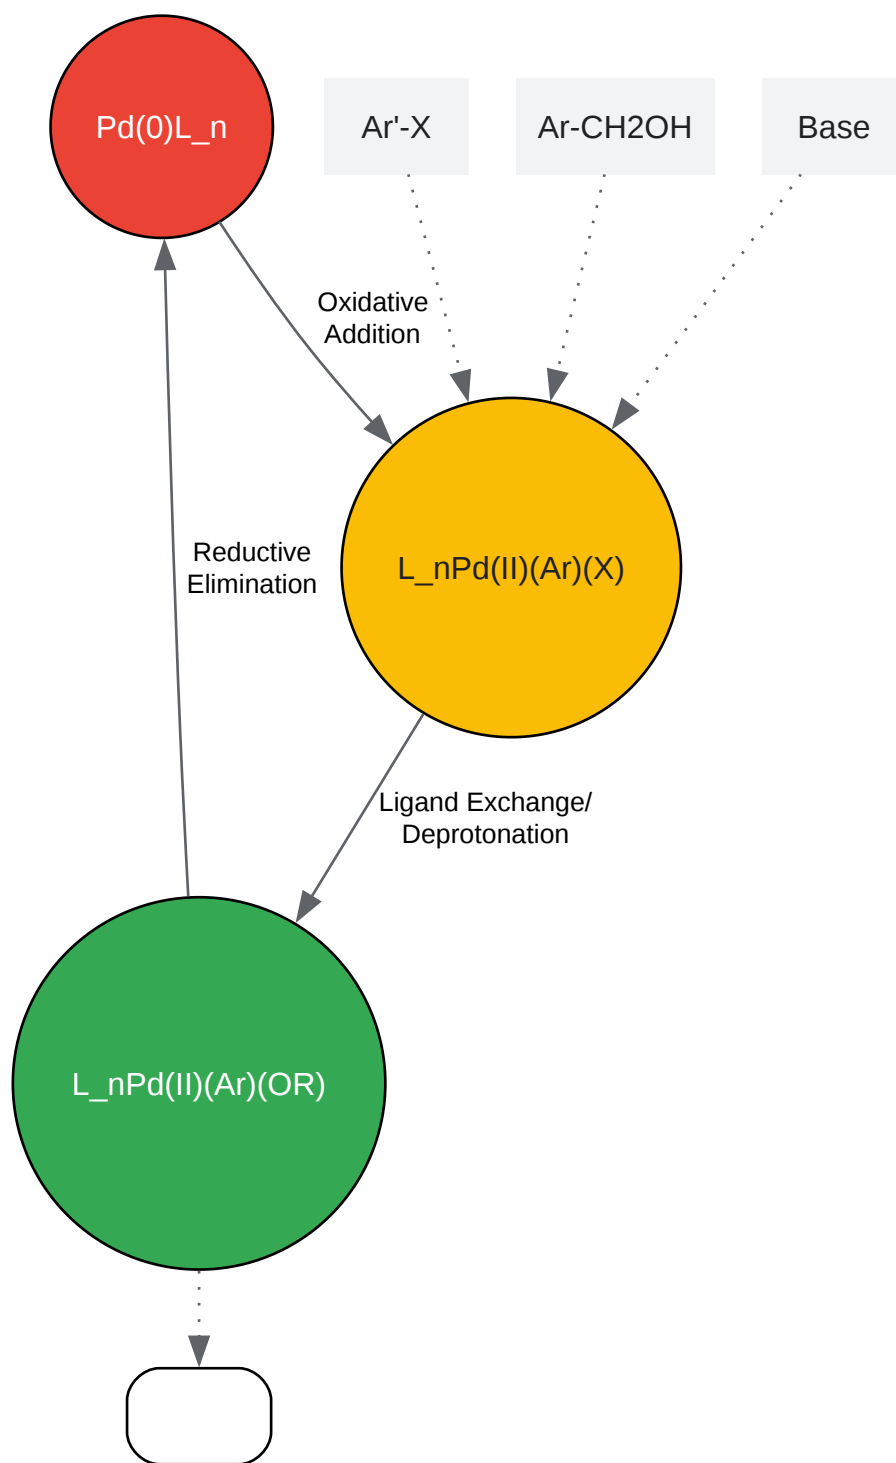 Pd(0)L_n
Ar'-X
Ar-CH2OH
Base
Oxidative
Addition
Reductive
Elimination
L_nPd(II)(Ar)(X)
Ligand Exchange/
Deprotonation
L_nPd(II)(Ar)(OR)